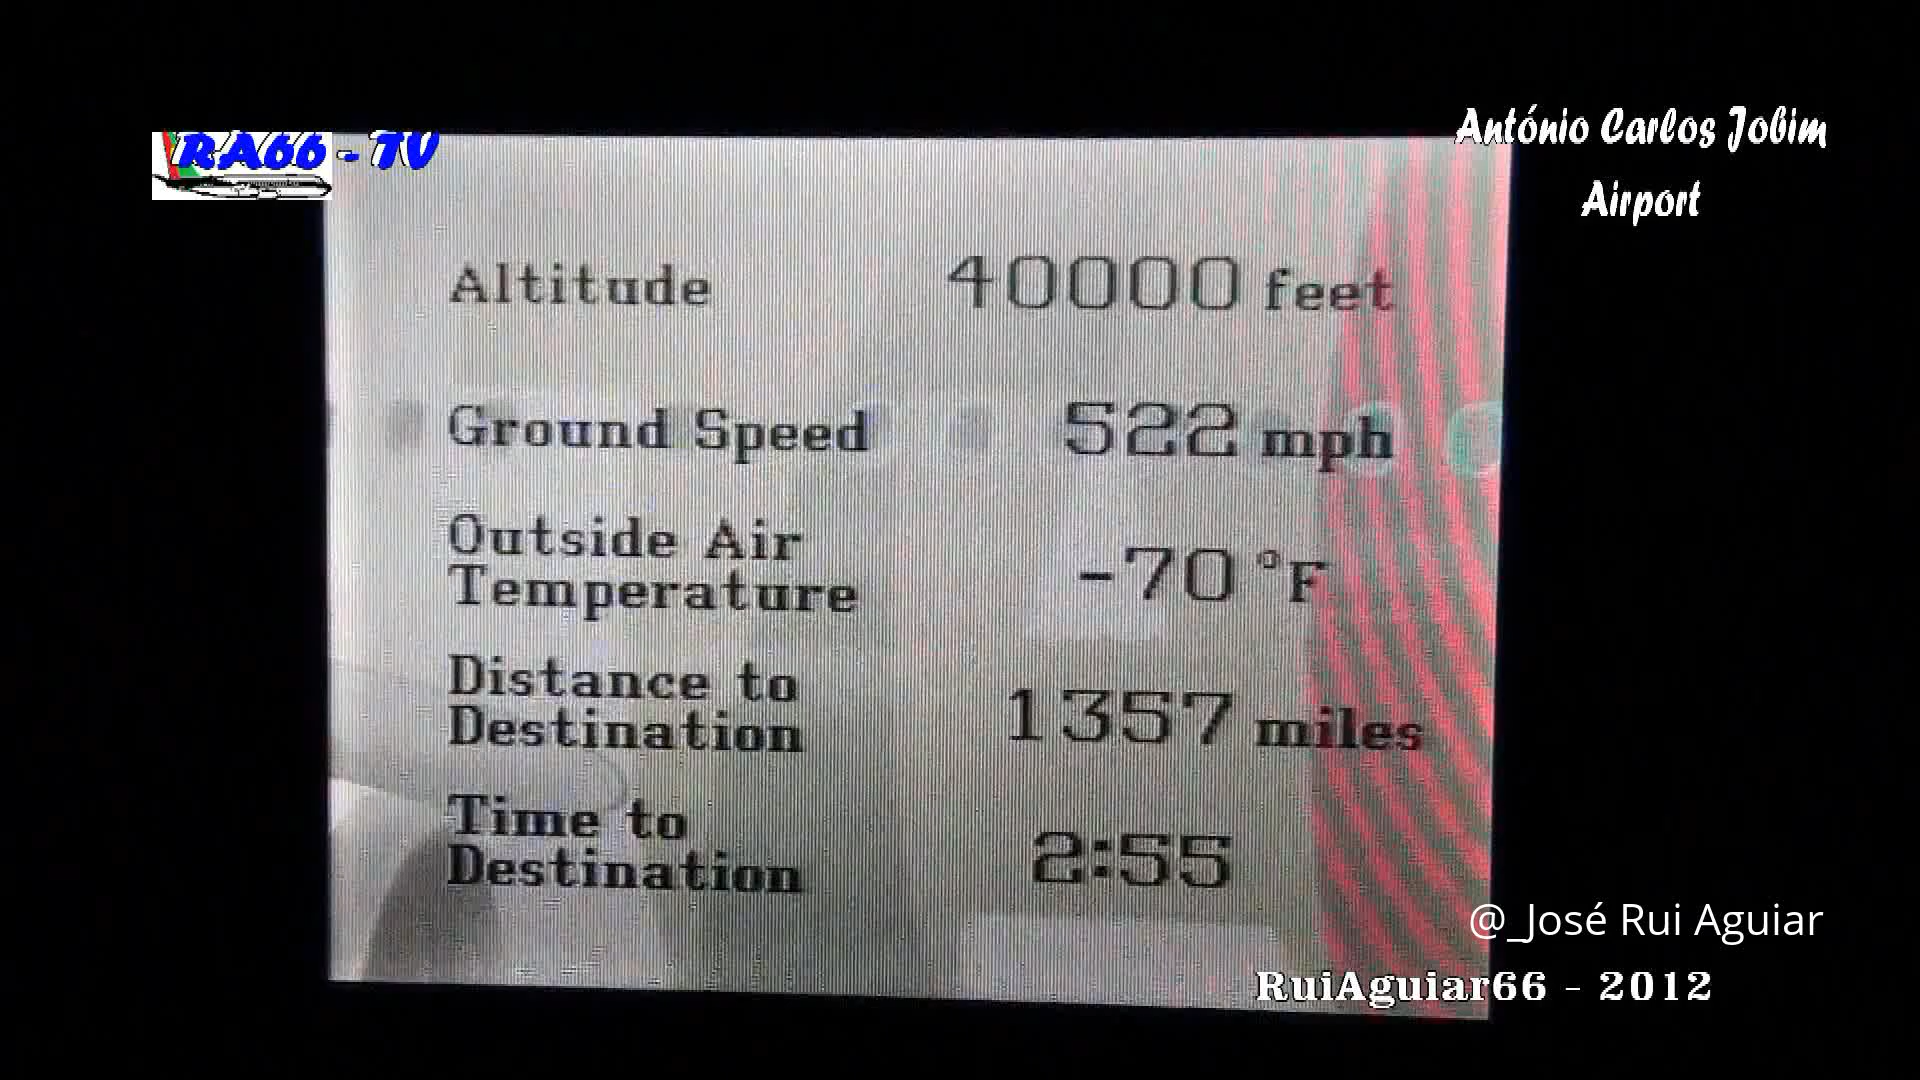 RA66 - TV
António Carlos Jobim
Airport
Altitude 40000 feet
Ground Speed 522 mph
Outside Air
Temperature -70 °F
Distance to
Destination 1357 miles
Time to
Destination 2:55
@_José Rui Aguiar
RuiAguiar66 - 2012